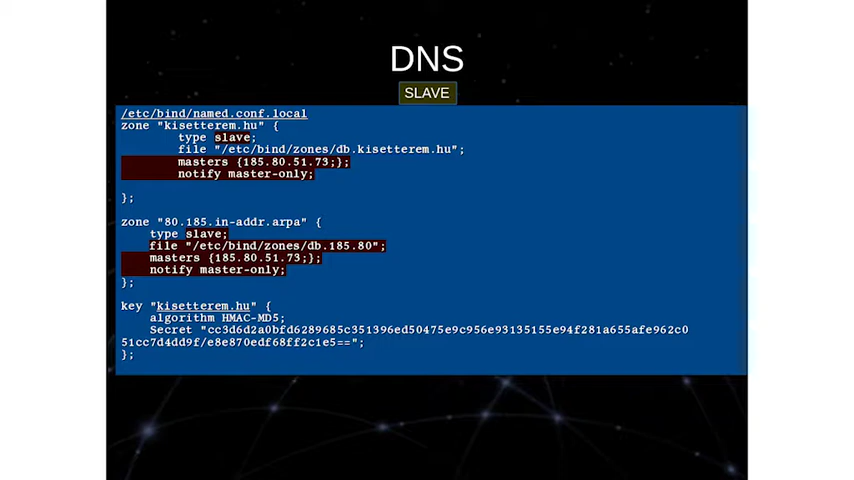 DNS
SLAVE
/etc/bind/named.conf.local
zone "kisetterem.hu" {
type slave;
file "/etc/bind/zones/db.kisetterem.hu";
masters {185.80.51.73;};
notify master-only;
};
zone "80.185.in-addr.arpa" {
type slave;
file "/etc/bind/zones/db.185.80";
masters {185.80.51.73;};
notify master-only;
};
key "kisetterem.hu" {
algorithm HMAC-MD5;
Secret "cc3d6d2a0bfd6289685c351396ed50475e9c956e93135155e94f281a655afe962c0
51cc7d4dd9f/e8e870edf68ff2c1e5==";
};